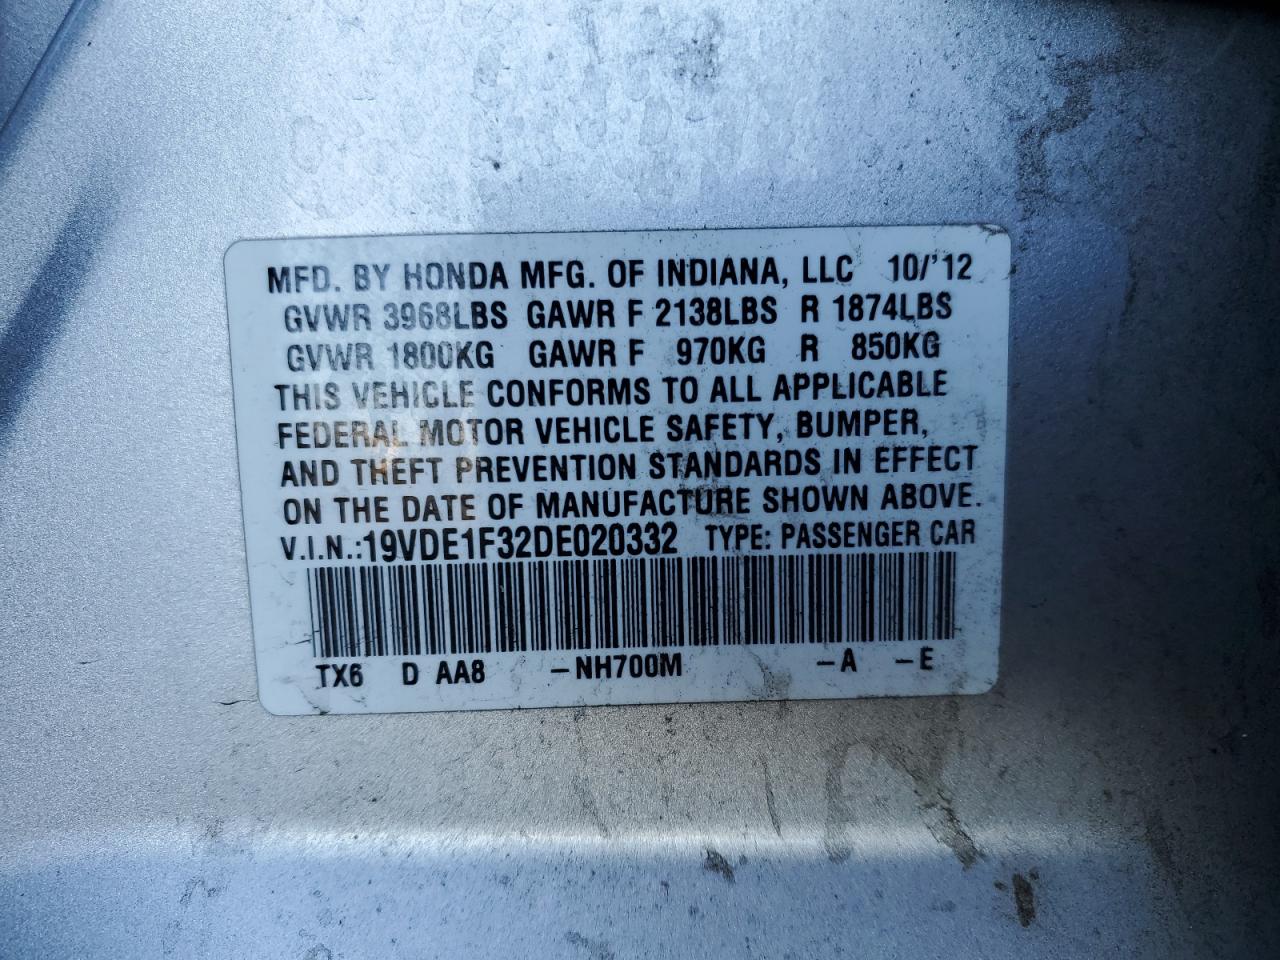 MFD. BY HONDA MFG. OF INDIANA, LLC 10/'12
GVWR 3968LBS GAWR F 2138LBS R 1874LBS
GVWR 1800KG GAWR F 970KG R 850KG
THIS VEHICLE CONFORMS TO ALL APPLICABLE
FEDERAL MOTOR VEHICLE SAFETY, BUMPER,
AND THEFT PREVENTION STANDARDS IN EFFECT
ON THE DATE OF MANUFACTURE SHOWN ABOVE.
V.I.N.:19VDE1F32DE020332 TYPE: PASSENGER CAR
TX6 D AA8 -NH700M -A -E